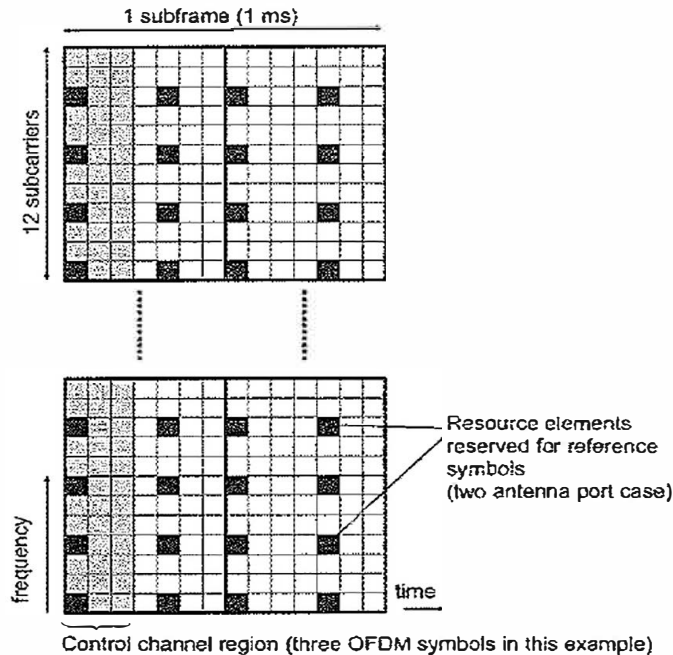 1 subframe (1 ms)
12 subcarriers
Resource elements
reserved for reference
symbols
(two antenna port case)
frequency
time
Control channel region (three OFDM symbols in this example)